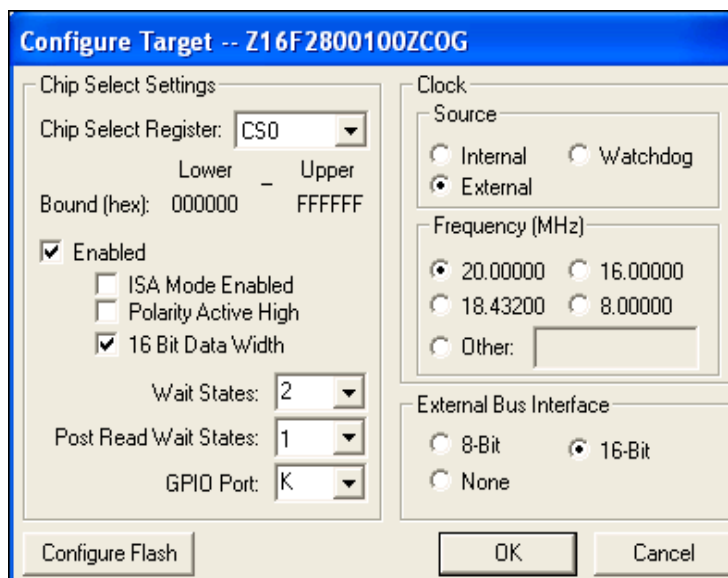 Configure Target -- Z16F2800100ZCOG
Chip Select Settings
Chip Select Register: CS0
Lower _ Upper
Bound (hex): 000000 FFFFFF
Enabled
ISA Mode Enabled
Polarity Active High
16 Bit Data Width
Wait States: 2
Post Read Wait States: 1
GPIO Port: K
Configure Flash
Clock
Source
Internal Watchdog
External
Frequency (MHz)
20.00000 16.00000
18.43200 8.00000
Other:
External Bus Interface
8-Bit 16-Bit
None
OK Cancel